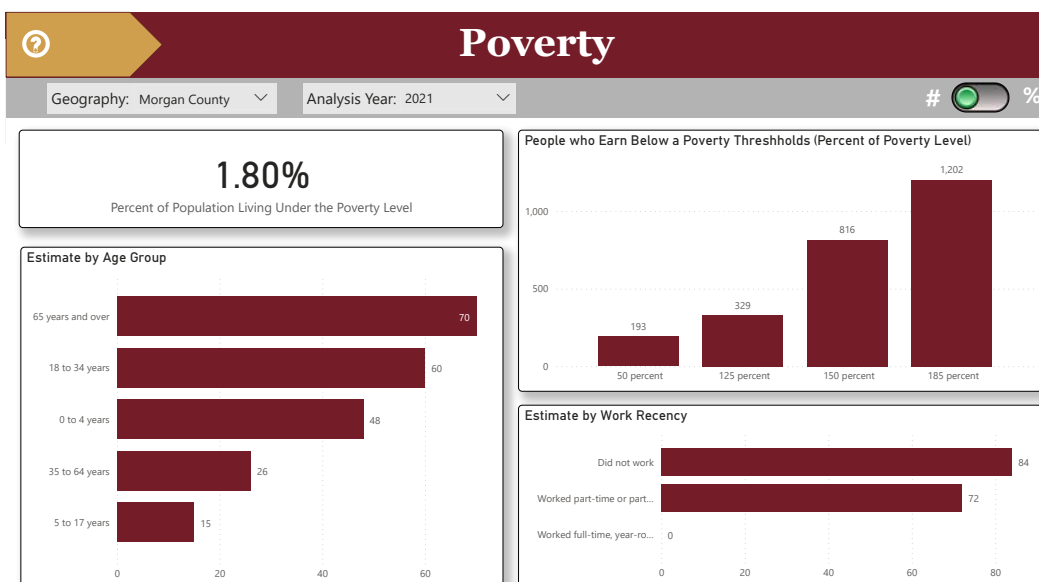 ?
Poverty
Geography: Morgan County
Analysis Year: 2021
# %
1.80%
Percent of Population Living Under the Poverty Level
People who Earn Below a Poverty Threshholds (Percent of Poverty Level)
1,202
1,000
816
500
329
193
0
50 percent 125 percent 150 percent 185 percent
Estimate by Age Group
65 years and over 70
18 to 34 years 60
0 to 4 years 48
35 to 64 years 26
5 to 17 years 15
0 20 40 60
Estimate by Work Recency
Did not work 84
Worked part-time or part... 72
Worked full-time, year-ro... 0
0 20 40 60 80